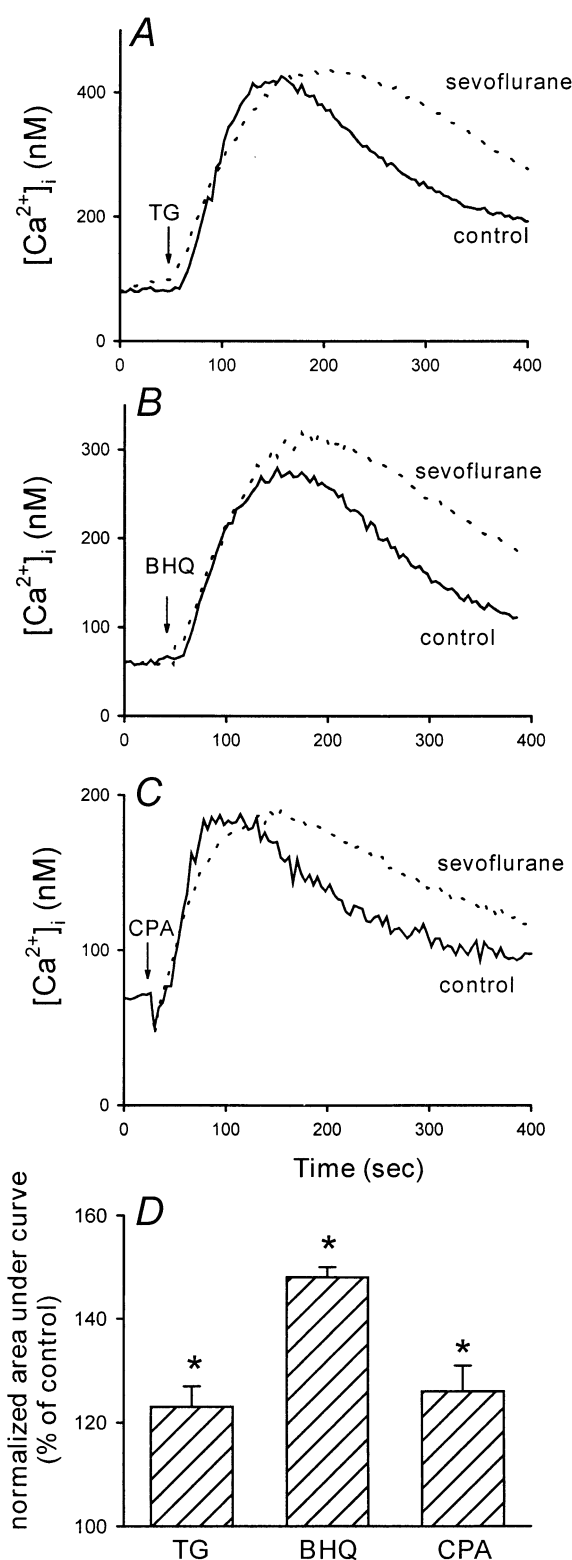 A
400
200
0
[Ca2+]i (nM)
TG
sevoflurane
control
0 100 200 300 400
B
300
200
100
0
[Ca2+]i (nM)
BHQ
sevoflurane
control
0 100 200 300 400
C
200
100
0
[Ca2+]i (nM)
CPA
sevoflurane
control
0 100 200 300 400
Time (sec)
D
160
140
120
100
normalized area under curve
(% of control)
*
*
*
TG BHQ CPA